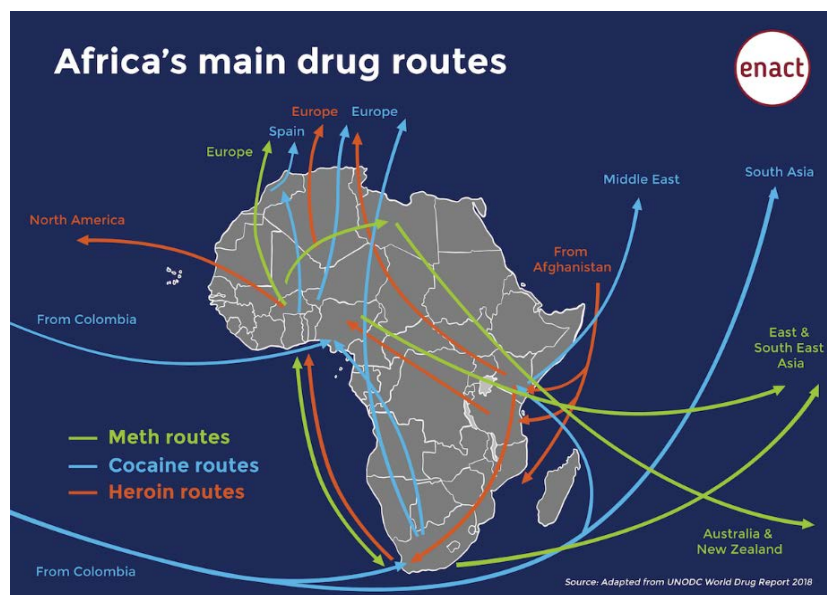 Africa's main drug routes
enact
Europe
Spain
Europe
Europe
North America
Middle East
South Asia
From
Afghanistan
From Colombia
East &
South East
Asia
Meth routes
Cocaine routes
Heroin routes
Australia &
New Zealand
From Colombia
Source: Adapted from UNODC World Drug Report 2018